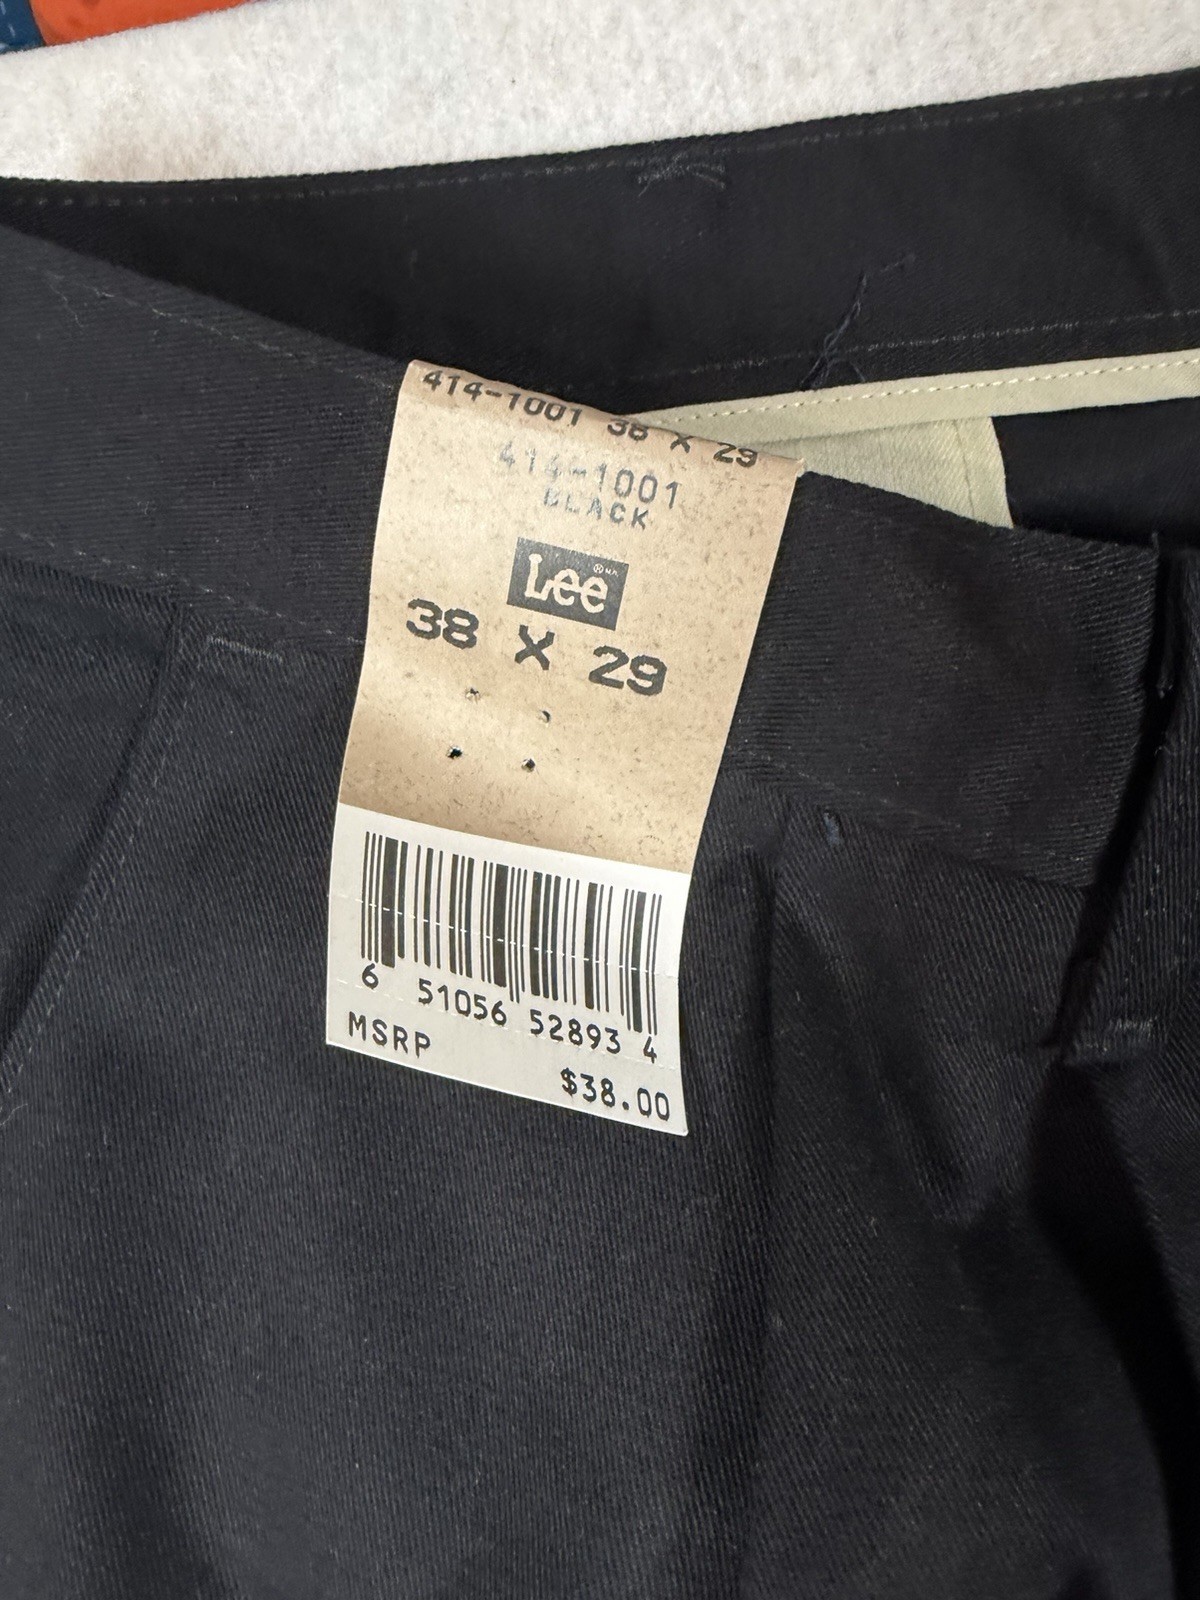 414-1001 38 X 29
414-1001
BLACK
Lee
38 X 29
6 51056 52893 4
MSRP
$38.00